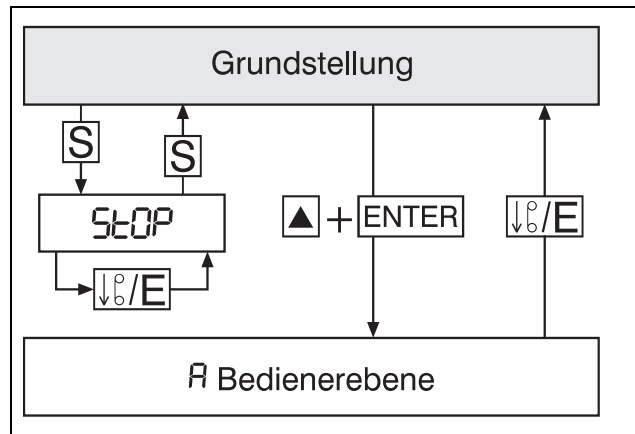 Grundstellung
S
S
StOP
▲ + ENTER
/E
/E
A Bedienerebene